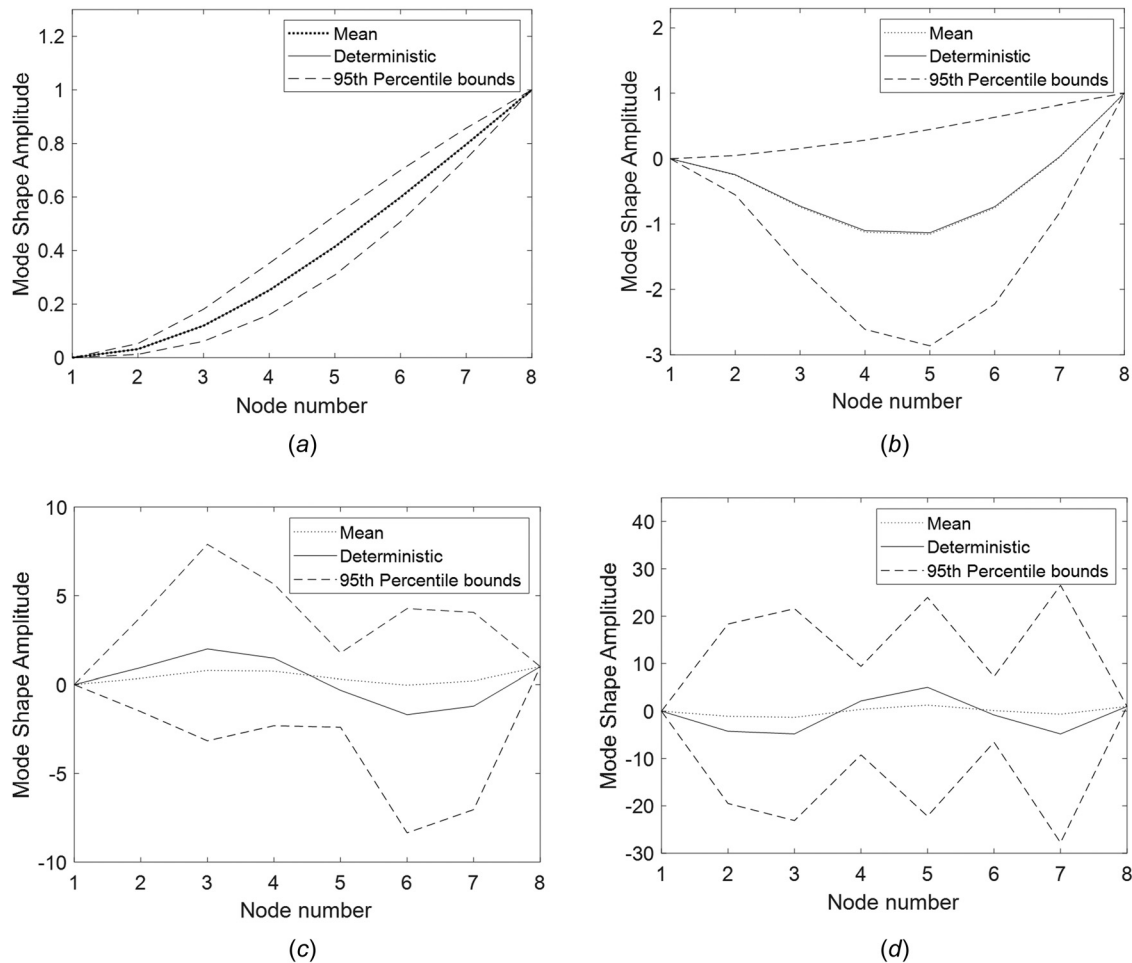 Mean
Deterministic
95th Percentile bounds
1.2
1
0.8
0.6
0.4
0.2
0
Mode Shape Amplitude
1 2 3 4 5 6 7 8
Node number
(a)
Mean
Deterministic
95th Percentile bounds
2
1
0
-1
-2
-3
Mode Shape Amplitude
1 2 3 4 5 6 7 8
Node number
(b)
Mean
Deterministic
95th Percentile bounds
10
5
0
-5
-10
Mode Shape Amplitude
1 2 3 4 5 6 7 8
Node number
(c)
Mean
Deterministic
95th Percentile bounds
40
30
20
10
0
-10
-20
-30
Mode Shape Amplitude
1 2 3 4 5 6 7 8
Node number
(d)